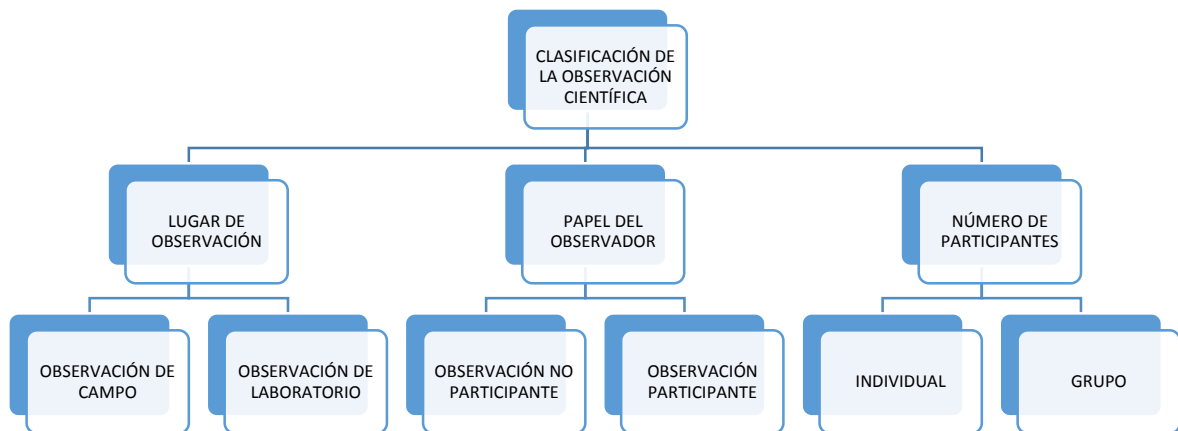 CLASIFICACIÓN DE
LA OBSERVACIÓN
CIENTÍFICA
LUGAR DE
OBSERVACIÓN
PAPEL DEL
OBSERVADOR
NÚMERO DE
PARTICIPANTES
OBSERVACIÓN DE
CAMPO
OBSERVACIÓN DE
LABORATORIO
OBSERVACIÓN NO
PARTICIPANTE
OBSERVACIÓN
PARTICIPANTE
INDIVIDUAL
GRUPO